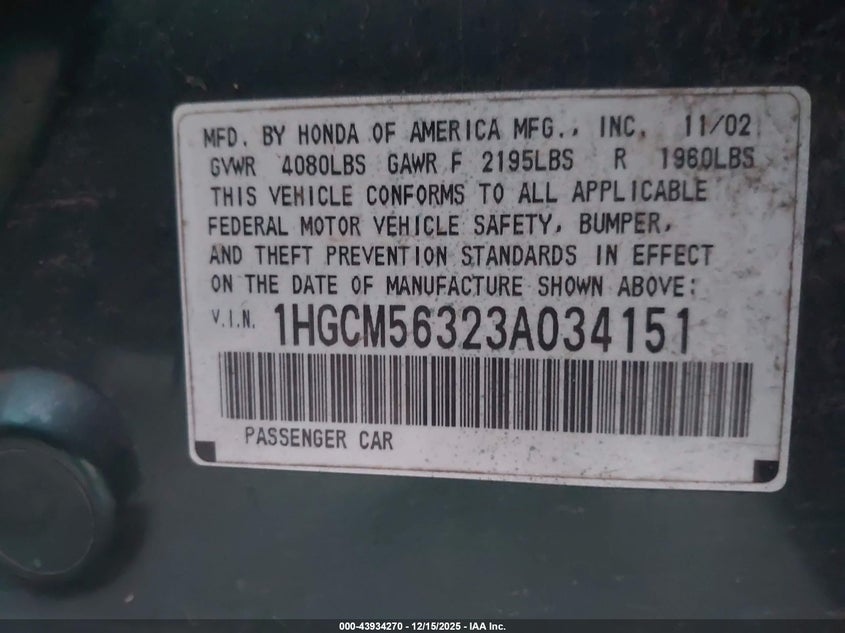 MFD. BY HONDA OF AMERICA MFG., INC. 11/02
GVWR 4080LBS GAWR F 2195LBS R 1960LBS
THIS VEHICLE CONFORMS TO ALL APPLICABLE
FEDERAL MOTOR VEHICLE SAFETY, BUMPER,
AND THEFT PREVENTION STANDARDS IN EFFECT
ON THE DATE OF MANUFACTURE SHOWN ABOVE:
V.I.N. 1HGCM56323A034151
PASSENGER CAR
000-43934270 - 12/15/2025 - IAA Inc.